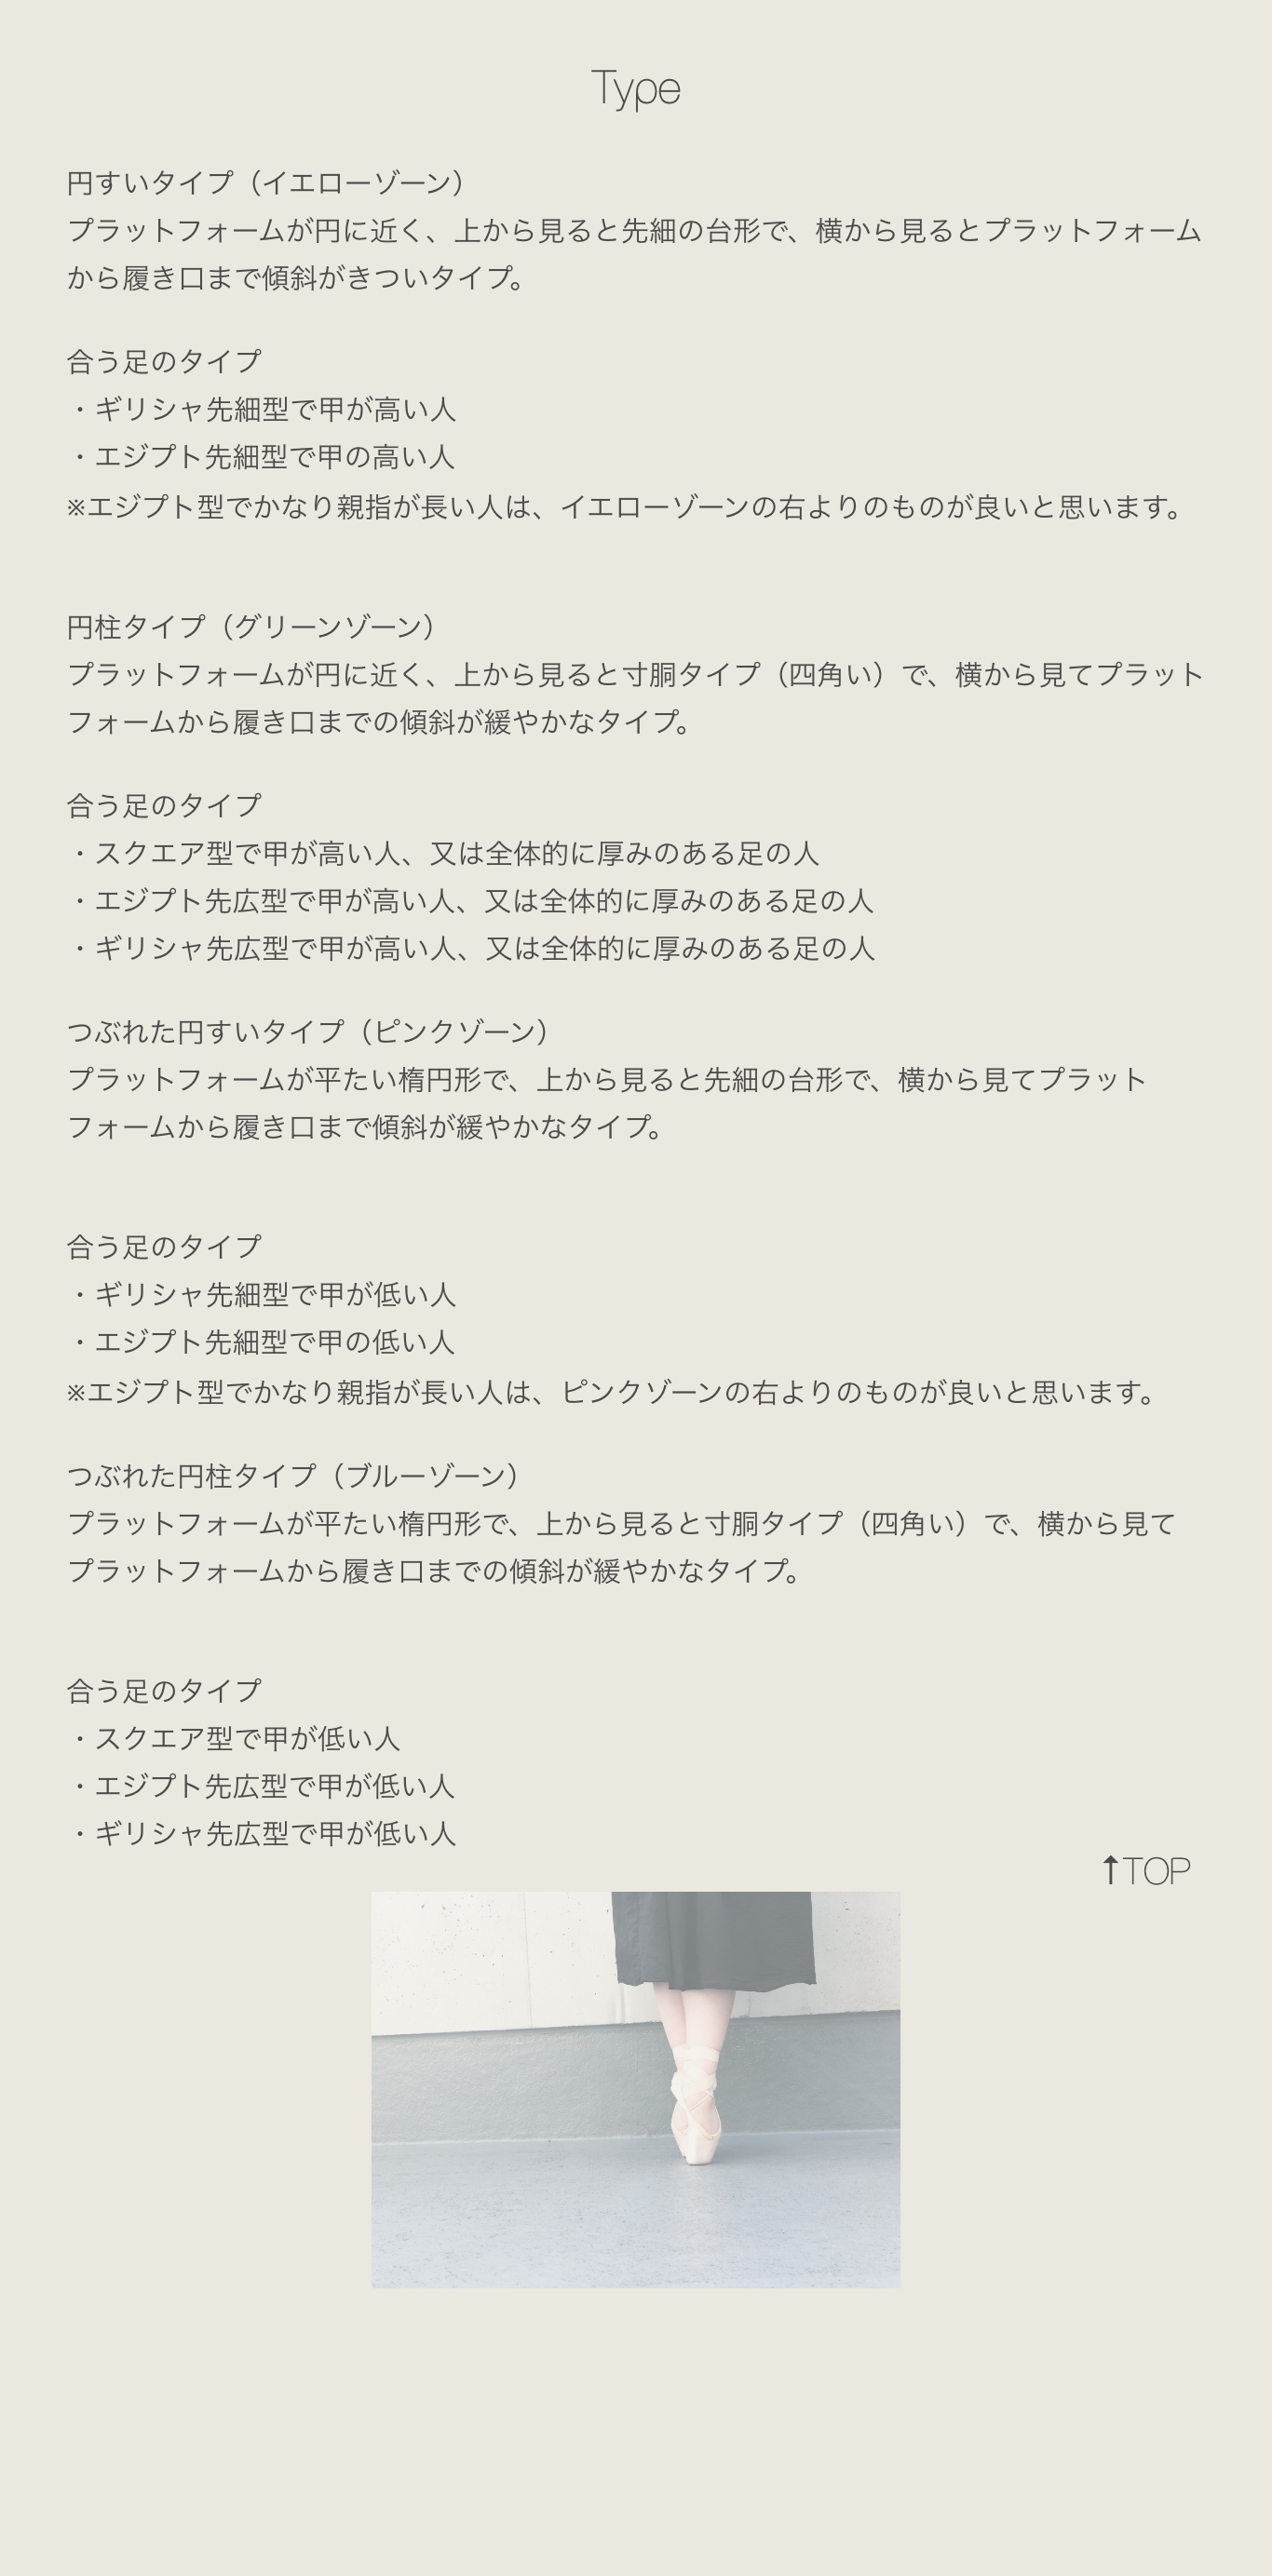 Type
円すいタイプ（イエローゾーン）
プラットフォームが円に近く、上から見ると先細の台形で、横から見るとプラットフォーム
から履き口まで傾斜がきついタイプ。
合う足のタイプ
・ギリシャ先細型で甲が高い人
・エジプト先細型で甲の高い人
※エジプト型でかなり親指が長い人は、イエローゾーンの右よりのものが良いと思います。
円柱タイプ（グリーンゾーン）
プラットフォームが円に近く、上から見ると寸胴タイプ（四角い）で、横から見てプラット
フォームから履き口までの傾斜が緩やかなタイプ。
合う足のタイプ
・スクエア型で甲が高い人、又は全体的に厚みのある足の人
・エジプト先広型で甲が高い人、又は全体的に厚みのある足の人
・ギリシャ先広型で甲が高い人、又は全体的に厚みのある足の人
つぶれた円すいタイプ（ピンクゾーン）
プラットフォームが平たい楕円形で、上から見ると先細の台形で、横から見てプラット
フォームから履き口まで傾斜が緩やかなタイプ。
合う足のタイプ
・ギリシャ先細型で甲が低い人
・エジプト先細型で甲の低い人
※エジプト型でかなり親指が長い人は、ピンクゾーンの右よりのものが良いと思います。
つぶれた円柱タイプ（ブルーゾーン）
プラットフォームが平たい楕円形で、上から見ると寸胴タイプ（四角い）で、横から見て
プラットフォームから履き口までの傾斜が緩やかなタイプ。
合う足のタイプ
・スクエア型で甲が低い人
・エジプト先広型で甲が低い人
・ギリシャ先広型で甲が低い人
↑TOP